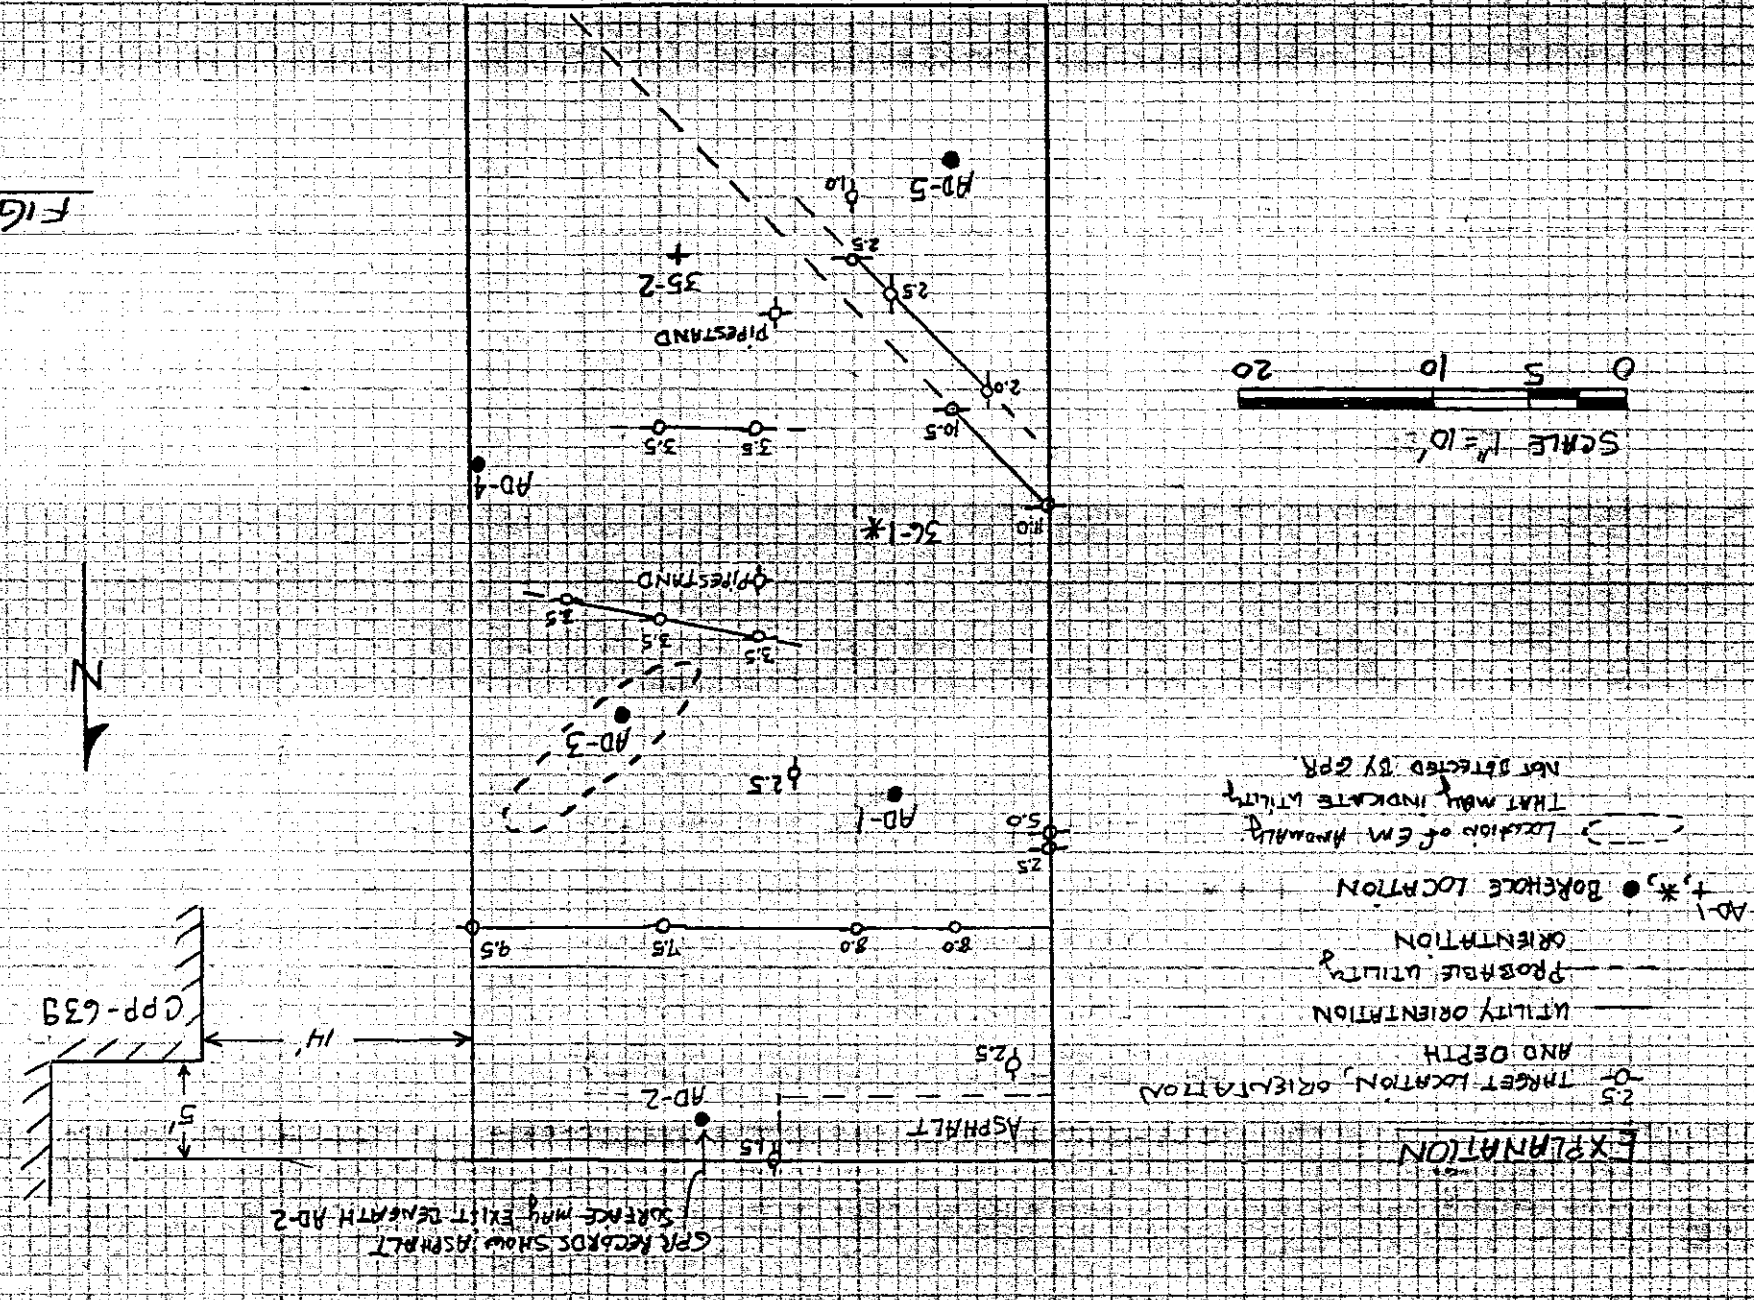 GPR RECORDS SHOW ASPHALT
SURFACE MAY EXIST BENEATH AD-2
EXPLANATION
2.5
TARGET LOCATION, ORIENTATION
AND DEPTH
UTILITY ORIENTATION
PROBABLE UTILITY
ORIENTATION
AD-1
+, *, ● BOREHOLE LOCATION
LOCATION OF EM ANOMALY
THAT MAY INDICATE UTILITY
NOT DETECTED BY GPR
SCALE 1"=10'
0 5 10 20
ASPHALT
1.5
AD-2
2.5
5'
14'
CPP-639
8.0
8.0
7.5
9.5
2.5
5.0
AD-1
2.5
AD-3
N
3.5
3.5
3.5
PIPESTAND
11.0
36-1*
AD-4
10.5
3.5
3.5
2.0
PIPESTAND
2.5
35-2
+
2.5
AD-5
1.0
FIG